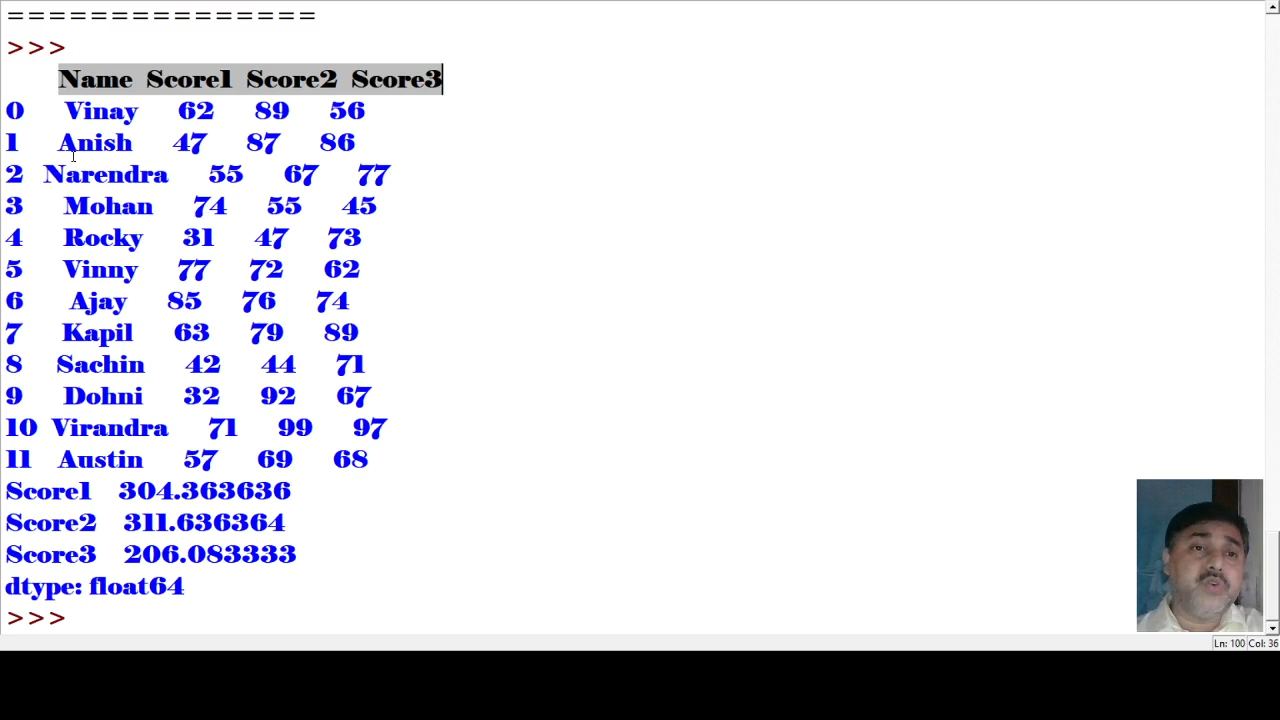 ===============
>>>
Name Score1 Score2 Score3
0 Vinay 62 89 56
1 Anish 47 87 86
2 Narendra 55 67 77
3 Mohan 74 55 45
4 Rocky 31 47 73
5 Vinny 77 72 62
6 Ajay 85 76 74
7 Kapil 63 79 89
8 Sachin 42 44 71
9 Dohni 32 92 67
10 Virandra 71 99 97
11 Austin 57 69 68
Score1 304.363636
Score2 311.636364
Score3 206.083333
dtype: float64
>>>
Ln: 100 Col: 36